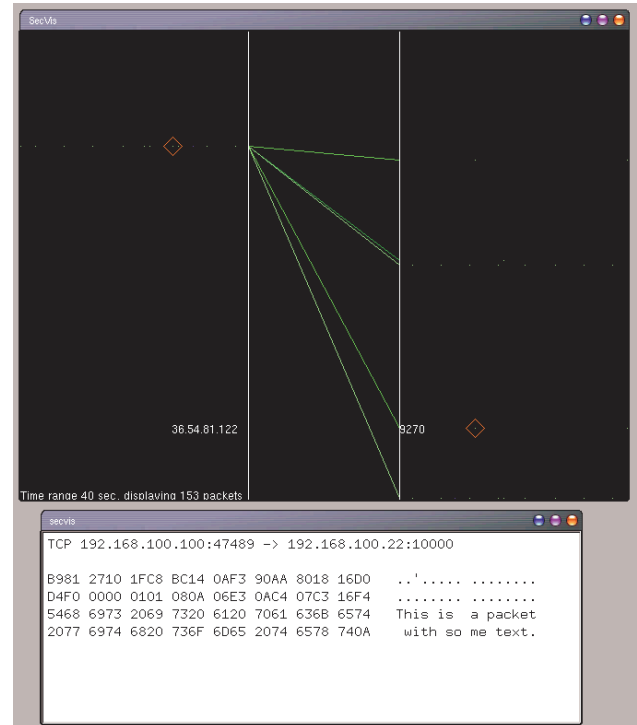 SecVis
36.54.81.122 9270
Time range 40 sec, displaying 153 packets
secvis
TCP 192.168.100.100:47489 -> 192.168.100.22:10000
B981 2710 1FC8 BC14 0AF3 90AA 8018 16D0 ..'..... ........
D4F0 0000 0101 080A 06E3 0AC4 07C3 16F4 ........ ........
5468 6973 2069 7320 6120 7061 636B 6574 This is  a packet
2077 6974 6820 736F 6D65 2074 6578 740A  with so me text.